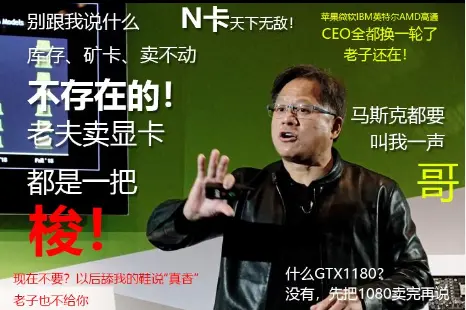 Models
别跟我说什么
N卡天下无敌!
库存、矿卡、卖不动
不存在的!
老夫卖显卡
都是一把
梭!
现在不要?以后舔我的鞋说"真香"
老子也不给你
苹果微软IBM英特尔AMD高通
CEO全都换一轮了
老子还在!
马斯克都要
叫我一声
哥
什么GTX1180?
没有,先把1080卖完再说